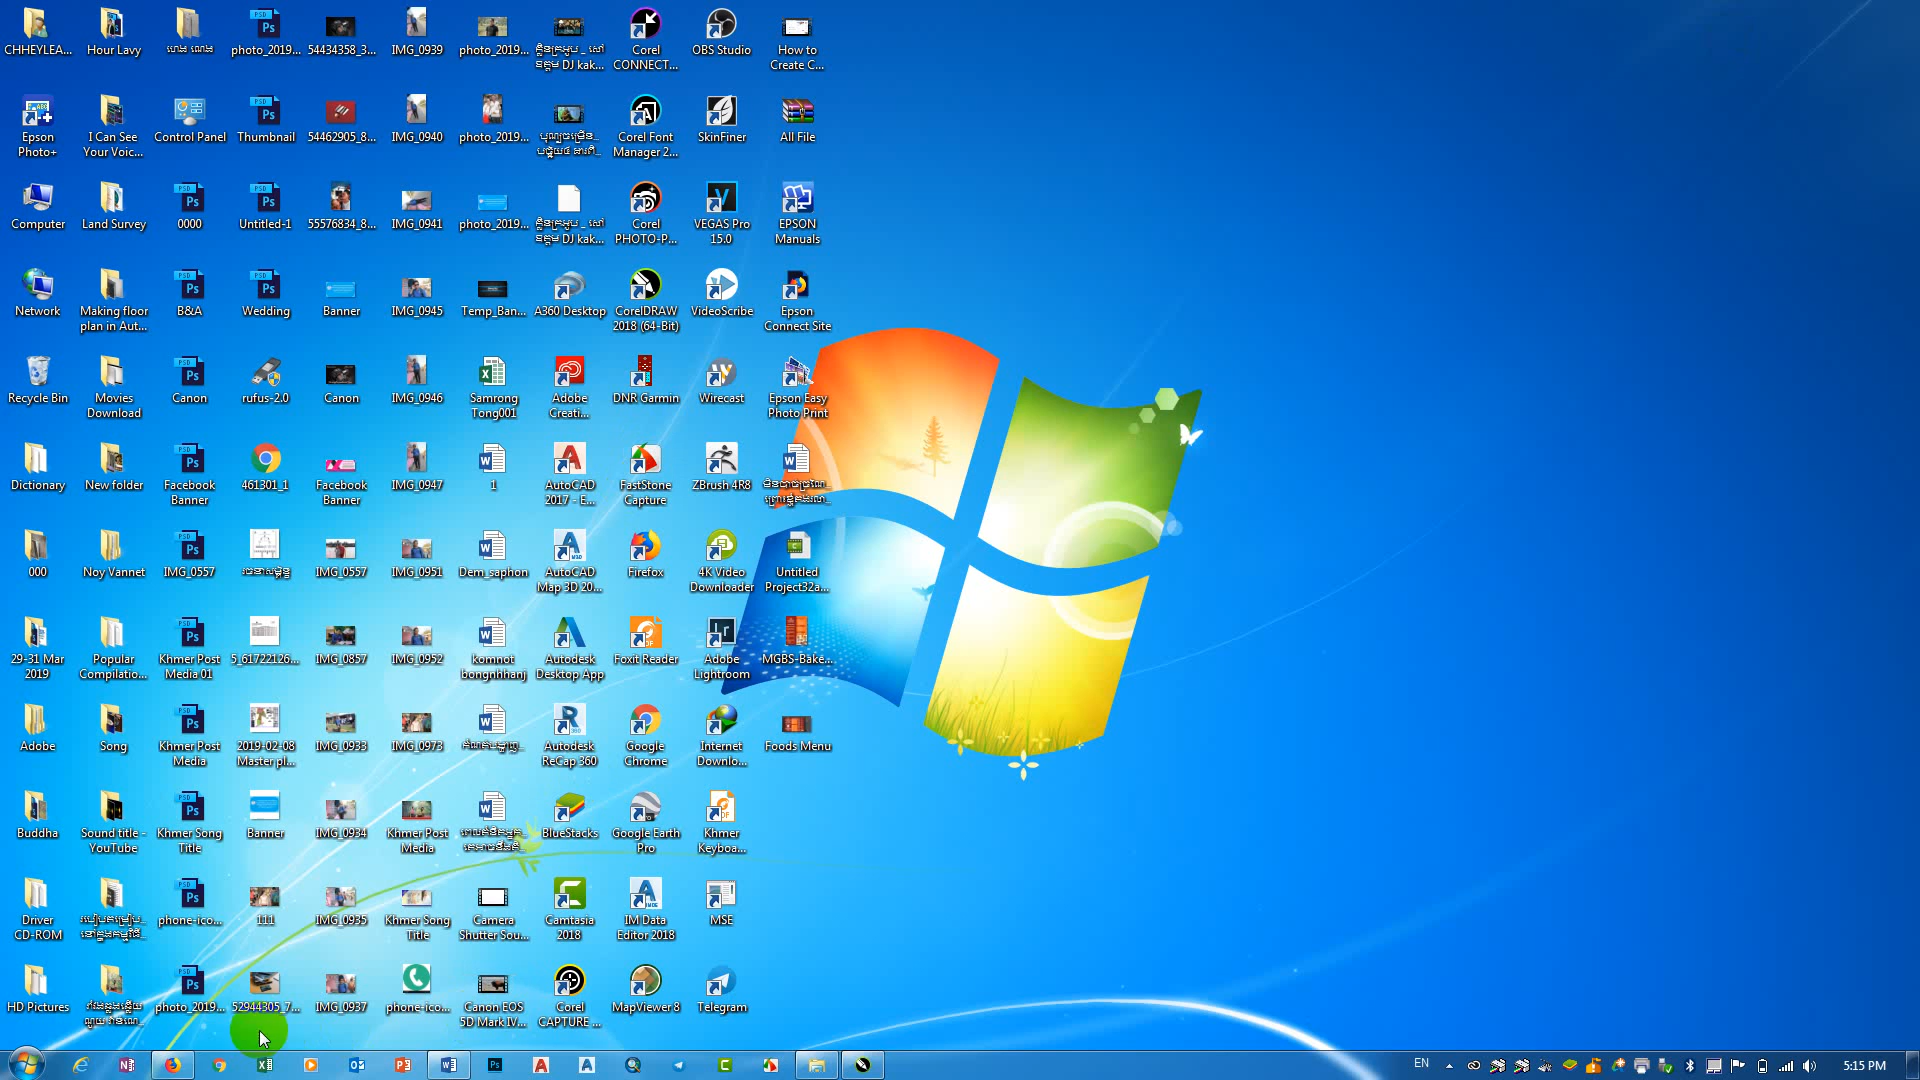 CHHEYLEA...
Hour Lavy
ហេង ណេង
photo_2019...
54434358_3...
IMG_0939
photo_2019...
Corel
CONNECT...
OBS Studio
How to
Create C...
Epson
Photo+
I Can See
Your Voic...
Control Panel
Thumbnail
54462905_8...
IMG_0940
photo_2019...
Corel Font
Manager 2...
SkinFiner
All File
Computer
Land Survey
0000
Untitled-1
55576834_8...
IMG_0941
photo_2019...
Corel
PHOTO-P...
VEGAS Pro
15.0
EPSON
Manuals
Network
Making floor
plan in Aut...
B&A
Wedding
Banner
IMG_0945
Temp_Ban...
A360 Desktop
CorelDRAW
2018 (64-Bit)
VideoScribe
Epson
Connect Site
Recycle Bin
Movies
Download
Canon
rufus-2.0
Canon
IMG_0946
Samrong
Tong001
Adobe
Creati...
DNR Garmin
Wirecast
Epson Easy
Photo Print
Dictionary
New folder
Facebook
Banner
461301_1
Facebook
Banner
IMG_0947
1
AutoCAD
2017 - E...
FastStone
Capture
ZBrush 4R8
000
Noy Vannet
IMG_0557
IMG_0557
IMG_0951
Dem_saphon
AutoCAD
Map 3D 20...
Firefox
4K Video
Downloader
Untitled
Project32a...
29-31 Mar
2019
Popular
Compilatio...
Khmer Post
Media 01
5_61722126...
IMG_0857
IMG_0952
komnot
bongnhhanj
Autodesk
Desktop App
Foxit Reader
Adobe
Lightroom
MGBS-Bake...
Adobe
Song
Khmer Post
Media
2019-02-08
Master pl...
IMG_0933
IMG_0973
Autodesk
ReCap 360
Google
Chrome
Internet
Downlo...
Foods Menu
Buddha
Sound title -
YouTube
Khmer Song
Title
Banner
IMG_0934
Khmer Post
Media
BlueStacks
Google Earth
Pro
Khmer
Keyboa...
Driver
CD-ROM
phone-ico...
111
IMG_0935
Khmer Song
Title
Camera
Shutter Sou...
Camtasia
2018
IM Data
Editor 2018
MSE
HD Pictures
photo_2019...
52944305_7...
IMG_0937
phone-ico...
Canon EOS
5D Mark IV...
Corel
CAPTURE ...
MapViewer 8
Telegram
EN
5:15 PM